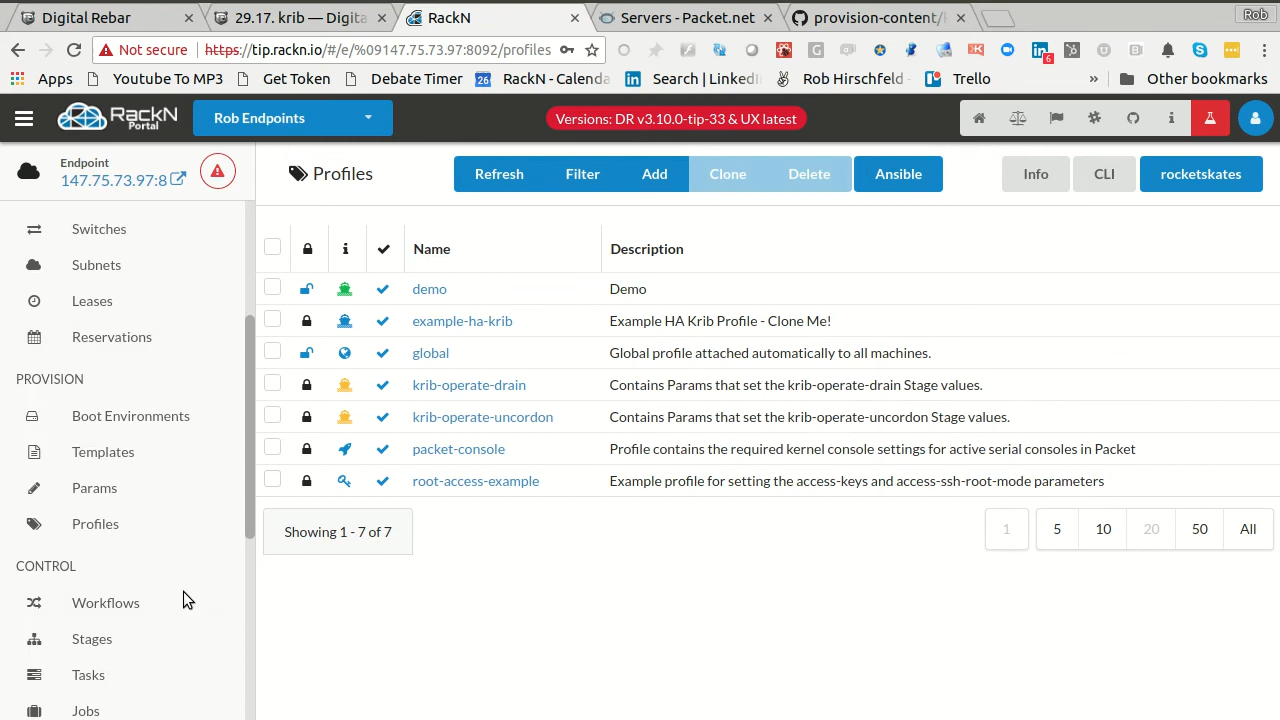 Digital Rebar
29.17. krib — Digita
RackN
Servers - Packet.net
provision-content/
Rob
Not secure
https://tip.rackn.io/#/e/%09147.75.73.97:8092/profiles
6
Apps
Youtube To MP3
Get Token
Debate Timer
26
RackN - Calenda
Search | LinkedI
Rob Hirschfeld -
Trello
»
Other bookmarks
RackN
Portal
Rob Endpoints
Versions: DR v3.10.0-tip-33 & UX latest
Endpoint
147.75.73.97:8
Profiles
Refresh
Filter
Add
Clone
Delete
Ansible
Info
CLI
rocketskates
Switches
Subnets
Leases
Reservations
PROVISION
Boot Environments
Templates
Params
Profiles
CONTROL
Workflows
Stages
Tasks
Jobs
Name
Description
demo
Demo
example-ha-krib
Example HA Krib Profile - Clone Me!
global
Global profile attached automatically to all machines.
krib-operate-drain
Contains Params that set the krib-operate-drain Stage values.
krib-operate-uncordon
Contains Params that set the krib-operate-uncordon Stage values.
packet-console
Profile contains the required kernel console settings for active serial consoles in Packet
root-access-example
Example profile for setting the access-keys and access-ssh-root-mode parameters
Showing 1 - 7 of 7
1
5
10
20
50
All